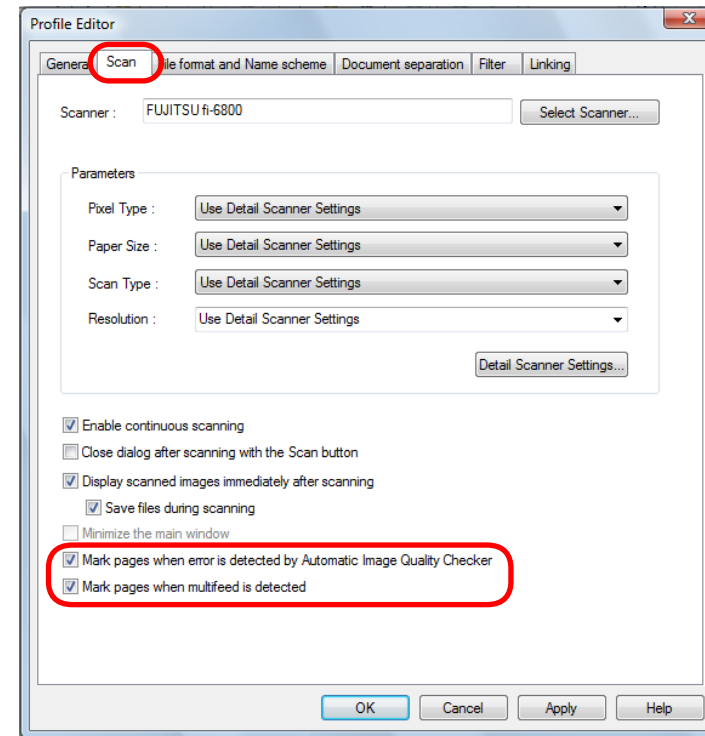 Profile Editor
General Scan File format and Name scheme Document separation Filter Linking
Scanner : FUJITSU fi-6800 Select Scanner...
Parameters
Pixel Type : Use Detail Scanner Settings
Paper Size : Use Detail Scanner Settings
Scan Type : Use Detail Scanner Settings
Resolution : Use Detail Scanner Settings
Detail Scanner Settings...
Enable continuous scanning
Close dialog after scanning with the Scan button
Display scanned images immediately after scanning
Save files during scanning
Minimize the main window
Mark pages when error is detected by Automatic Image Quality Checker
Mark pages when multifeed is detected
OK Cancel Apply Help